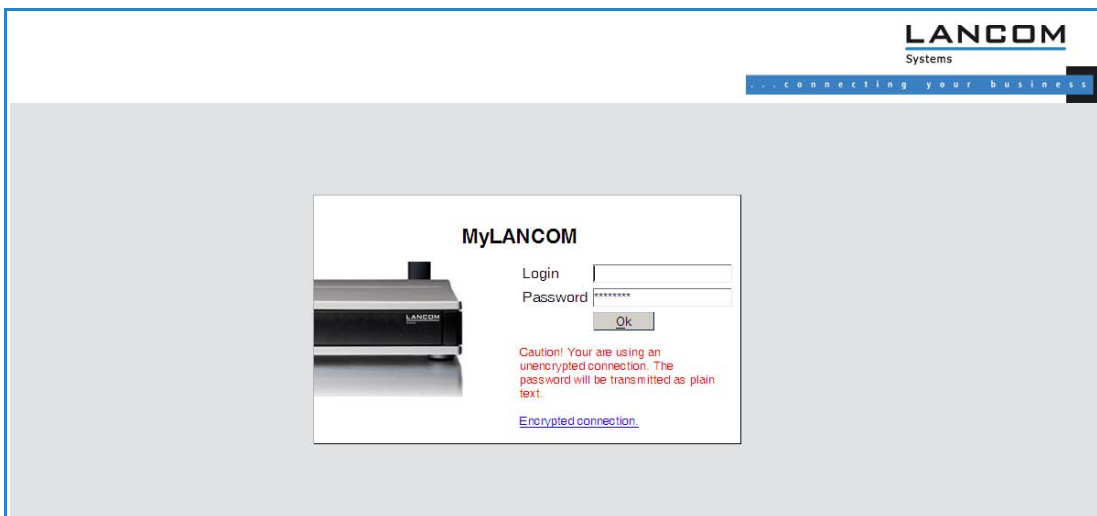 LANCOM
Systems
...connecting your business
MyLANCOM
Login
Password ********
Ok
LANCOM
Caution! Your are using an
unencrypted connection. The
password will be transmitted as plain
text.
Encrypted connection.